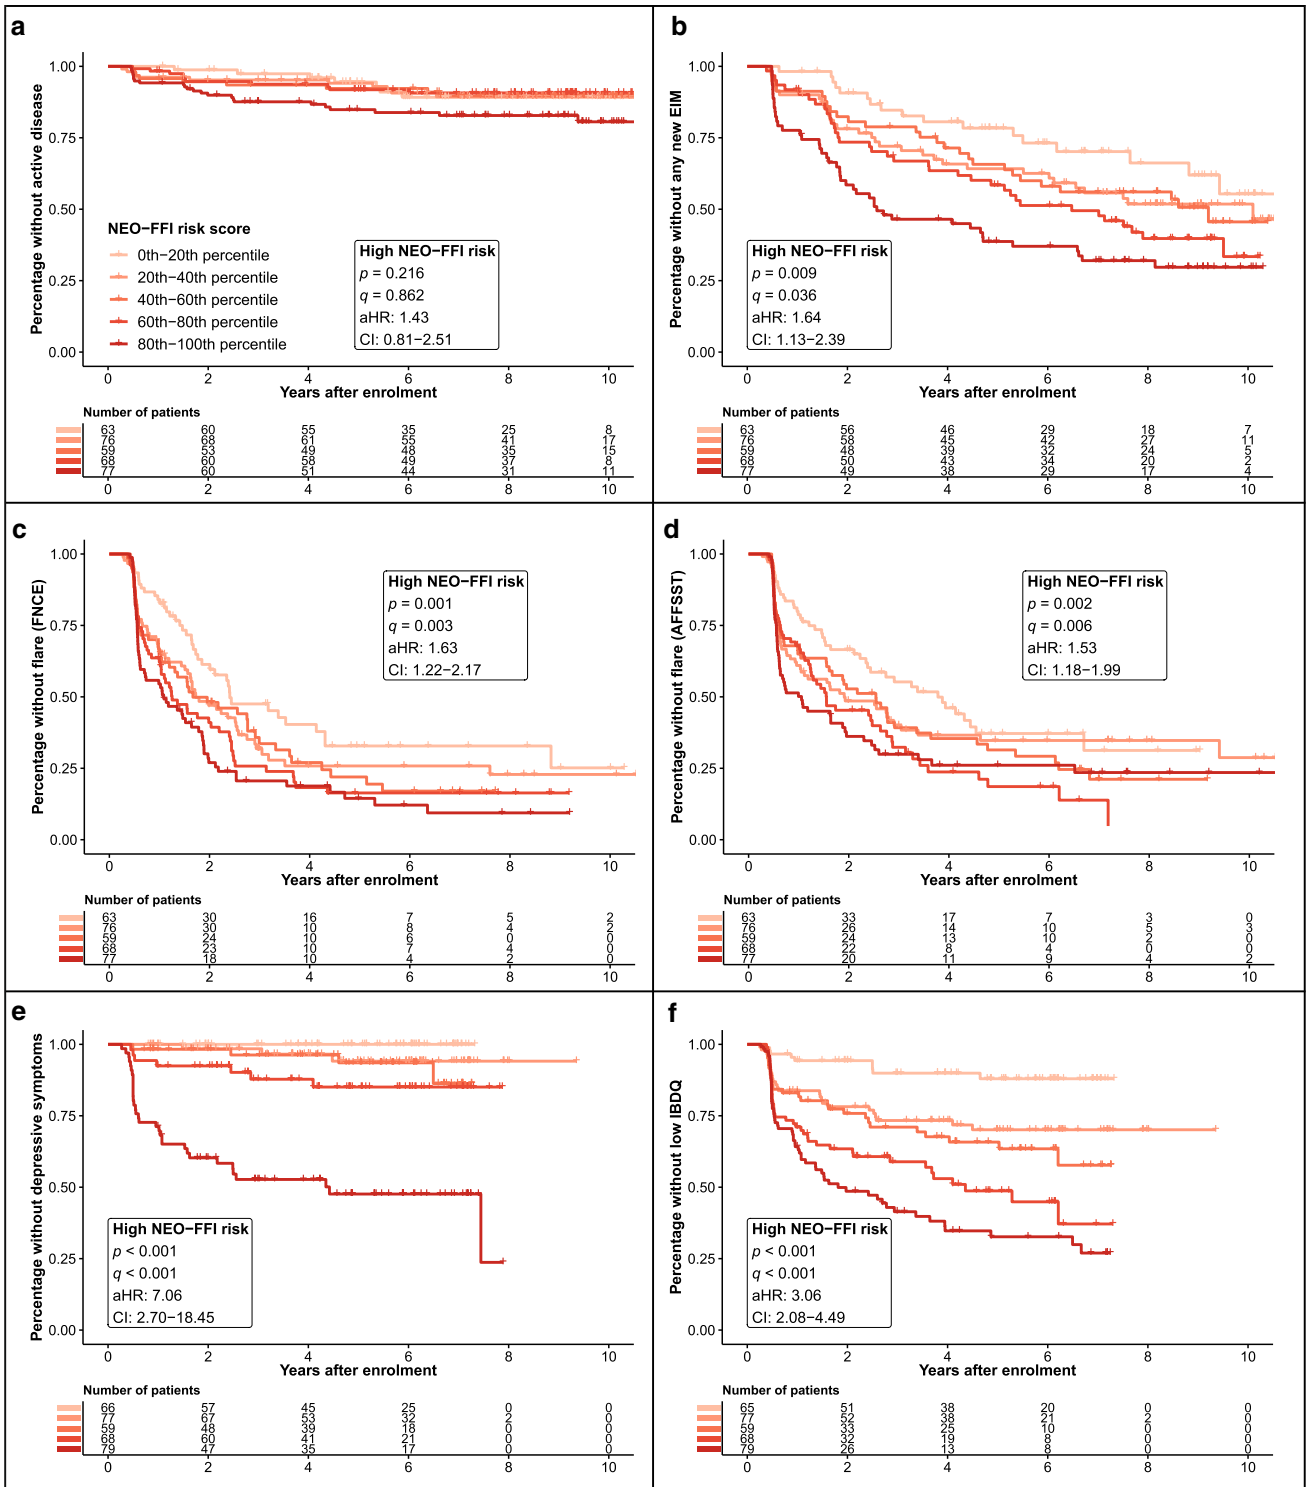 a
Percentage without active disease
1.00
0.75
0.50
0.25
0.00
NEO−FFI risk score
0th−20th percentile
20th−40th percentile
40th−60th percentile
60th−80th percentile
80th−100th percentile
High NEO−FFI risk
p = 0.216
q = 0.862
aHR: 1.43
CI: 0.81−2.51
0 2 4 6 8 10
Years after enrolment
Number of patients
63 60 55 35 25 8
76 68 61 55 41 17
59 53 49 48 35 15
68 60 58 49 37 8
77 60 51 44 31 11
0 2 4 6 8 10
b
Percentage without any new EIM
1.00
0.75
0.50
0.25
0.00
High NEO−FFI risk
p = 0.009
q = 0.036
aHR: 1.64
CI: 1.13−2.39
0 2 4 6 8 10
Years after enrolment
Number of patients
63 56 46 29 18 7
76 58 45 42 27 11
59 48 39 32 24 5
68 50 43 34 20 2
77 49 38 29 17 4
0 2 4 6 8 10
c
Percentage without flare (FNCE)
1.00
0.75
0.50
0.25
0.00
High NEO−FFI risk
p = 0.001
q = 0.003
aHR: 1.63
CI: 1.22−2.17
0 2 4 6 8 10
Years after enrolment
Number of patients
63 30 16 7 5 2
76 30 10 8 4 2
59 24 10 6 0 0
68 23 10 7 4 0
77 18 10 4 2 0
0 2 4 6 8 10
d
Percentage without flare (AFFSST)
1.00
0.75
0.50
0.25
0.00
High NEO−FFI risk
p = 0.002
q = 0.006
aHR: 1.53
CI: 1.18−1.99
0 2 4 6 8 10
Years after enrolment
Number of patients
63 33 17 7 3 0
76 26 14 10 5 3
59 24 13 10 2 0
68 22 8 4 0 0
77 20 11 9 4 2
0 2 4 6 8 10
e
Percentage without depressive symptoms
1.00
0.75
0.50
0.25
0.00
High NEO−FFI risk
p < 0.001
q < 0.001
aHR: 7.06
CI: 2.70−18.45
0 2 4 6 8 10
Years after enrolment
Number of patients
66 57 45 25 0 0
77 67 53 32 2 0
59 48 39 18 0 0
68 60 41 21 0 0
79 47 35 17 0 0
0 2 4 6 8 10
f
Percentage without low IBDQ
1.00
0.75
0.50
0.25
0.00
High NEO−FFI risk
p < 0.001
q < 0.001
aHR: 3.06
CI: 2.08−4.49
0 2 4 6 8 10
Years after enrolment
Number of patients
65 51 38 20 0 0
77 52 38 21 2 0
59 33 25 10 0 0
68 32 19 8 0 0
79 26 13 8 0 0
0 2 4 6 8 10